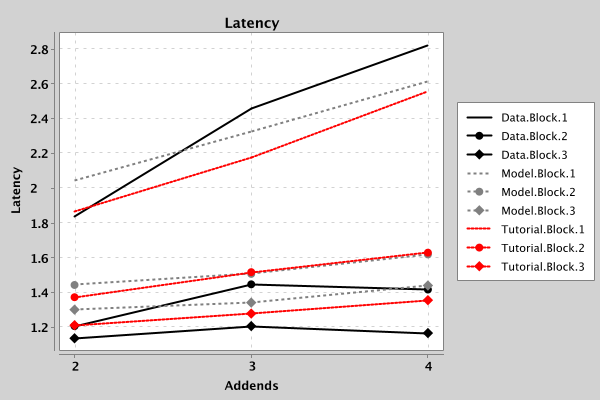 Latency
2.8
2.6
2.4
2.2
2
1.8
1.6
1.4
1.2
Latency
2 3 4
Addends
Data.Block.1
Data.Block.2
Data.Block.3
Model.Block.1
Model.Block.2
Model.Block.3
Tutorial.Block.1
Tutorial.Block.2
Tutorial.Block.3